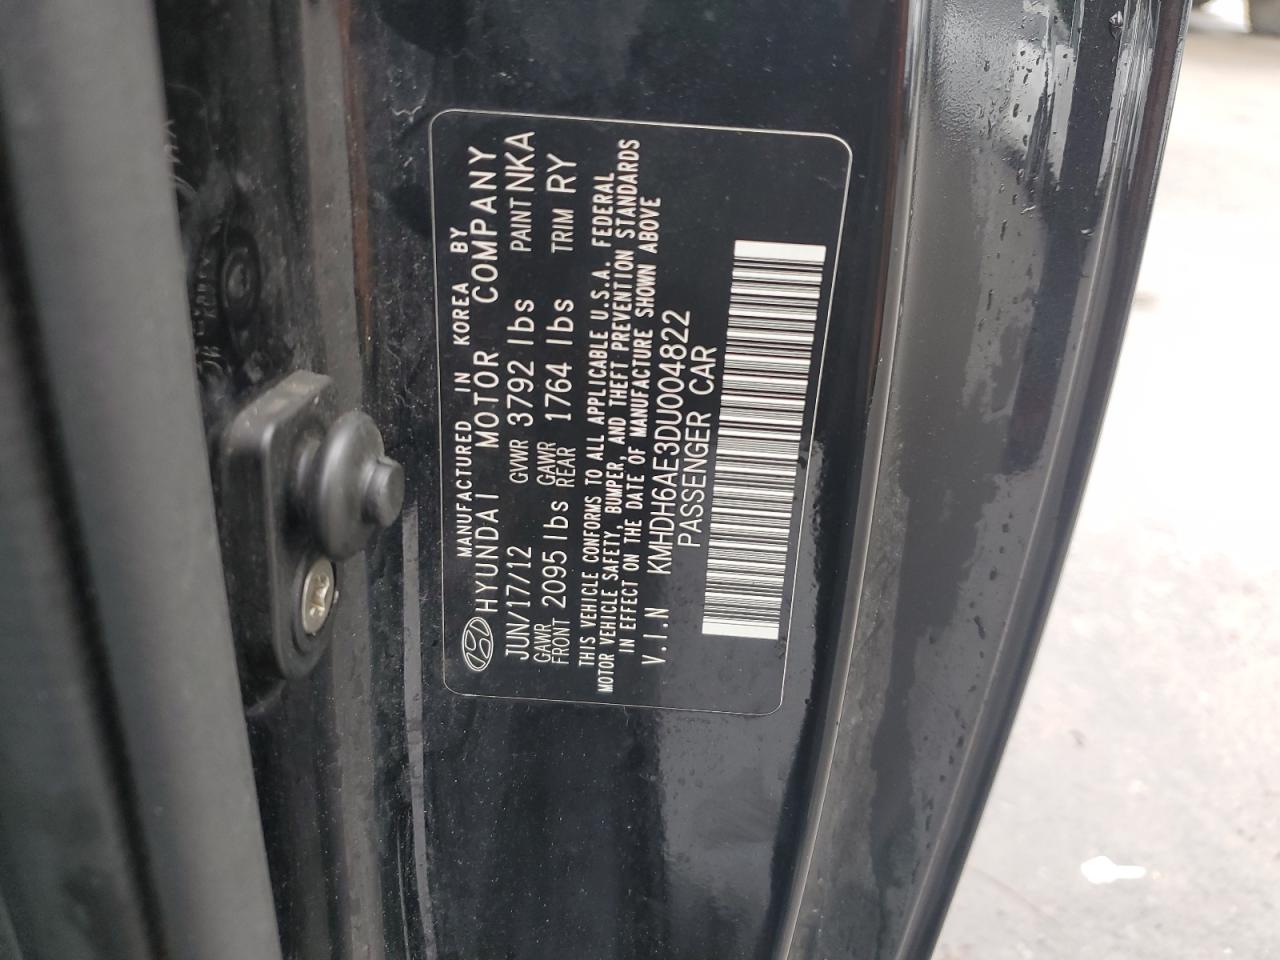 MANUFACTURED IN KOREA BY
HYUNDAI MOTOR COMPANY
JUN/17/12 GVWR 3792 lbs PAINT NKA
GAWR FRONT 2095 lbs GAWR REAR 1764 lbs TRIM RY
THIS VEHICLE CONFORMS TO ALL APPLICABLE U.S.A. FEDERAL
MOTOR VEHICLE SAFETY, BUMPER, AND THEFT PREVENTION STANDARDS
IN EFFECT ON THE DATE OF MANUFACTURE SHOWN ABOVE
V.I.N KMHDH6AE3DU004822
PASSENGER CAR